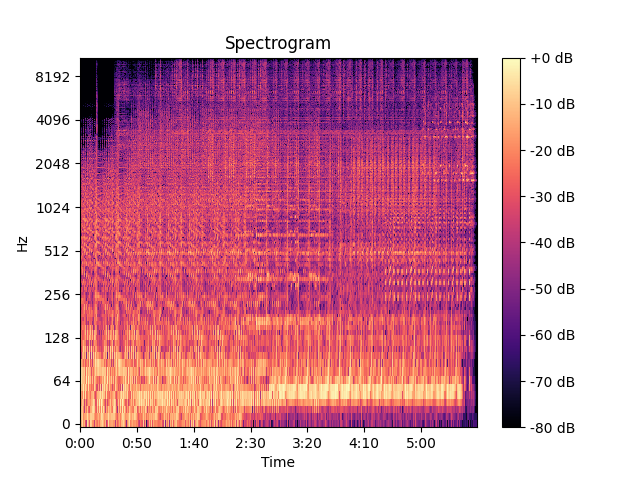 Spectrogram
Hz
8192
4096
2048
1024
512
256
128
64
0
0:00 0:50 1:40 2:30 3:20 4:10 5:00
Time
+0 dB
-10 dB
-20 dB
-30 dB
-40 dB
-50 dB
-60 dB
-70 dB
-80 dB